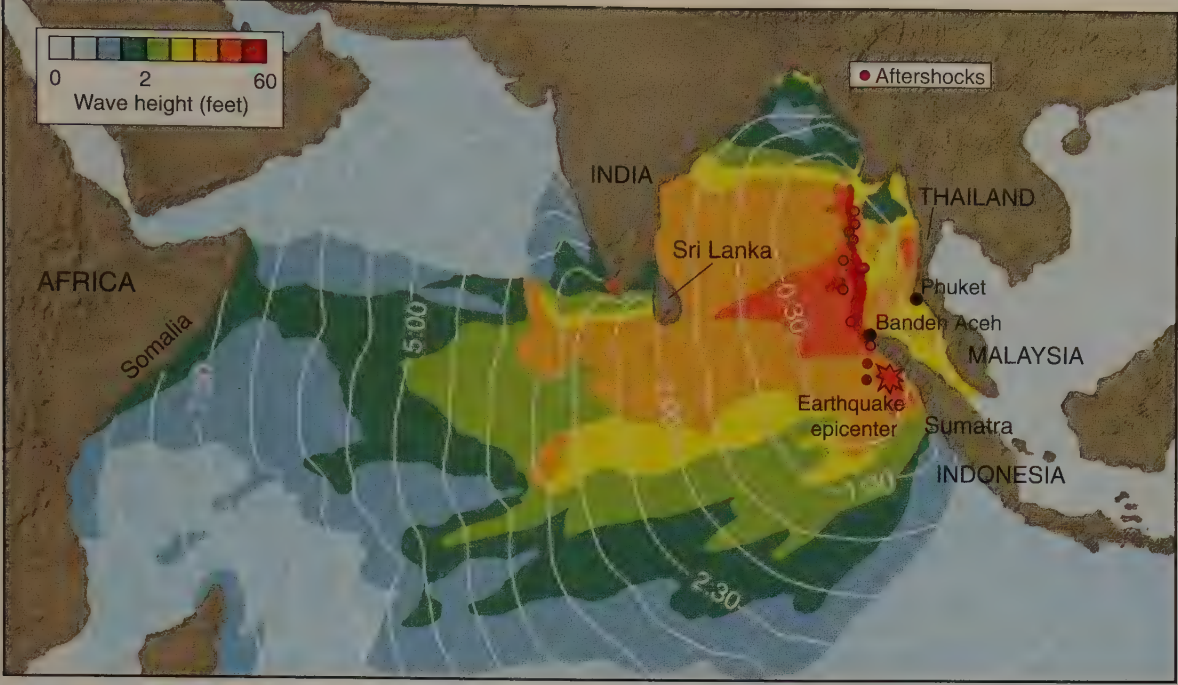 0 2 60
Wave height (feet)
Aftershocks
INDIA
THAILAND
Sri Lanka
AFRICA
Phuket
0:30
5:00
Somalia
Bandeh Aceh
MALAYSIA
Earthquake
epicenter
Sumatra
INDONESIA
1:30
2:30